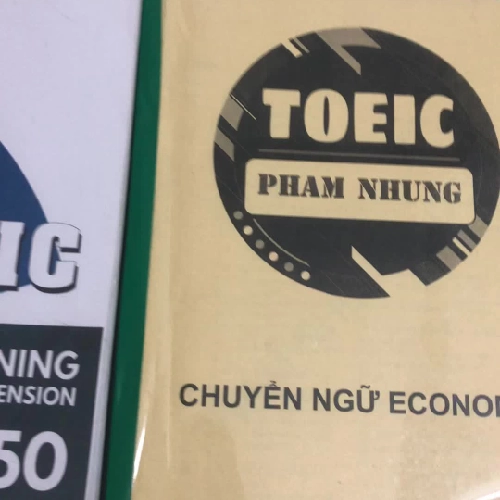 IC
NING
ENSION
50
TOEIC
PHAM NHUNG
CHUYỂN NGỮ ECONO